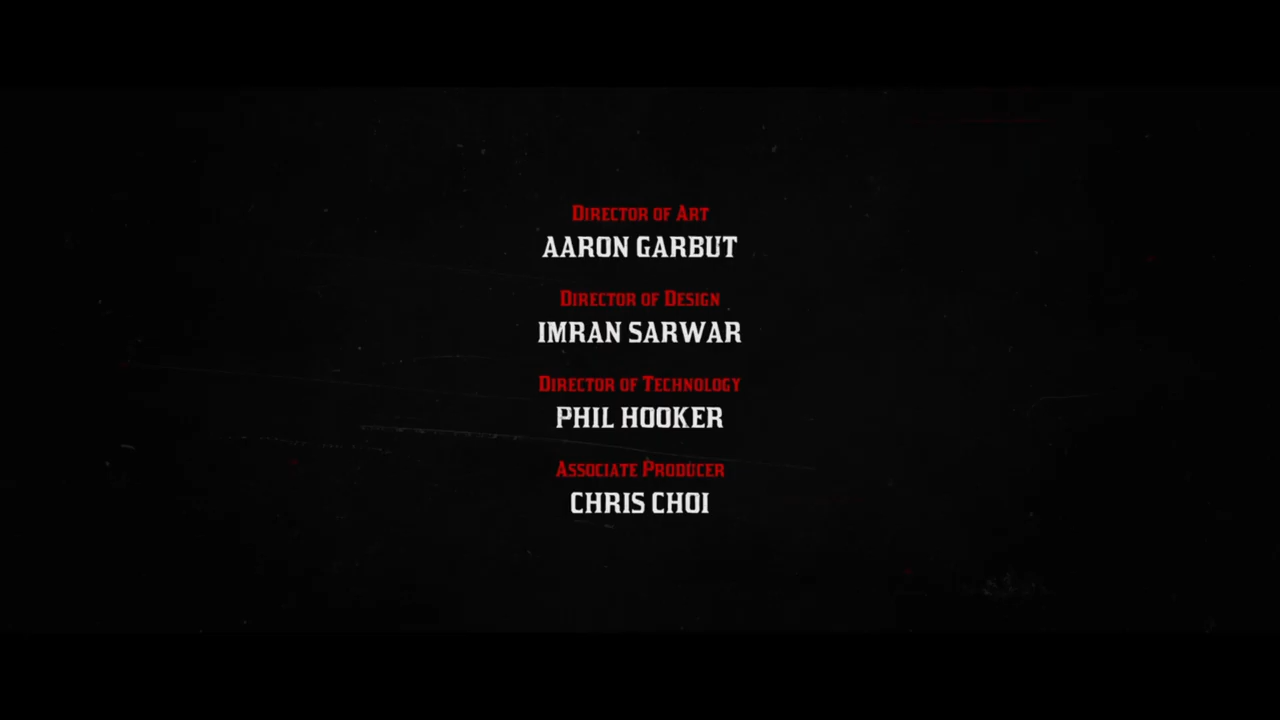 Director of Art
AARON GARBUT
Director of Design
IMRAN SARWAR
Director of Technology
PHIL HOOKER
Associate Producer
CHRIS CHOI